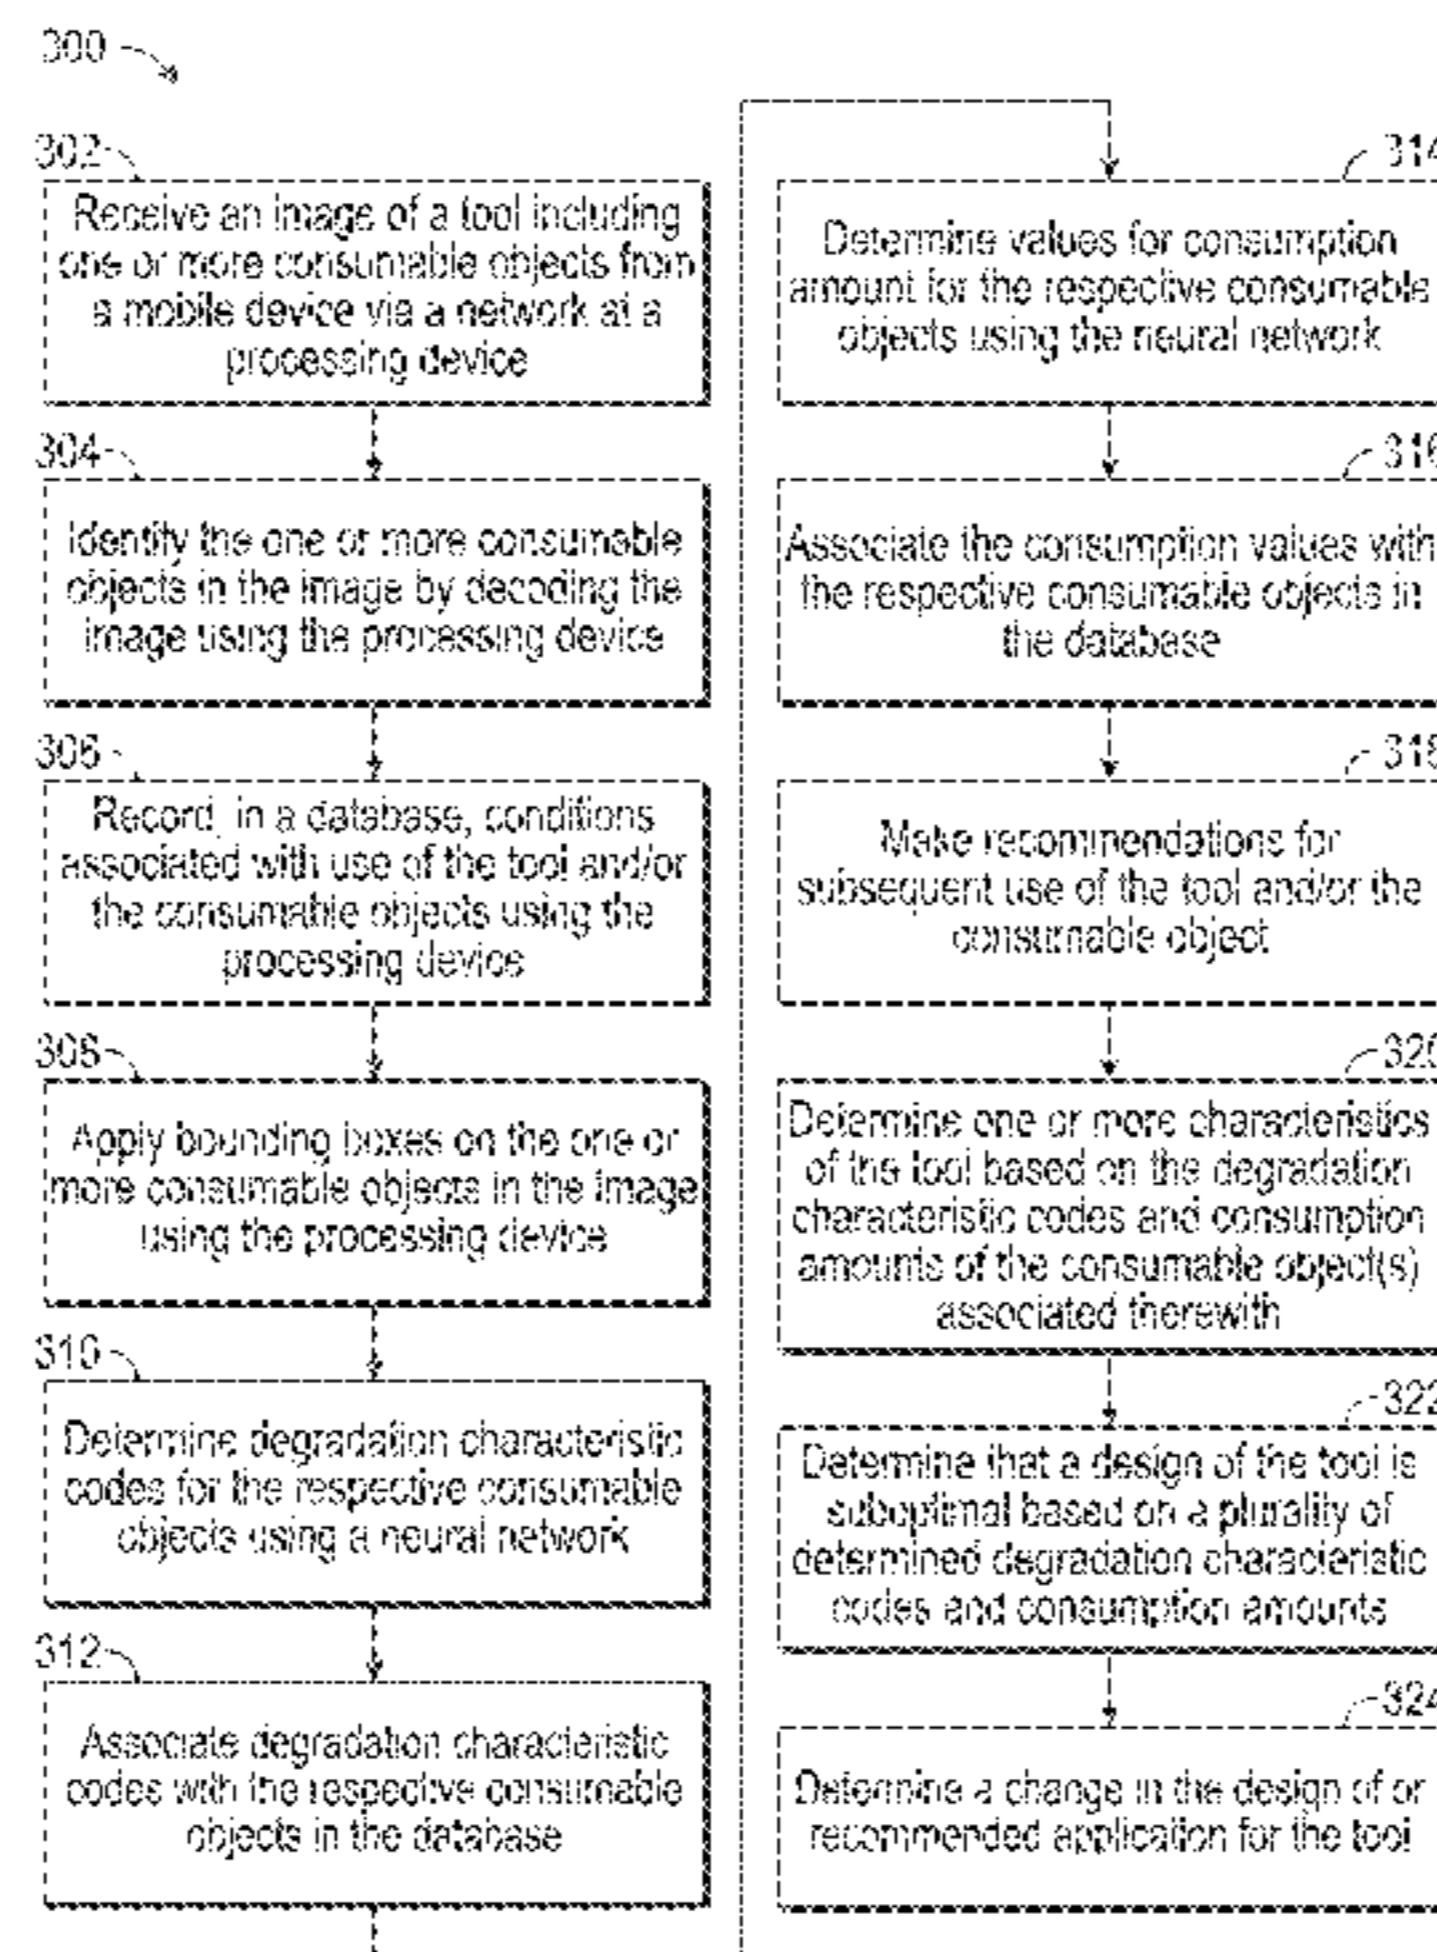 300
302
Receive an image of a tool including
one or more consumable objects from
a mobile device via a network at a
processing device
304
Identify the one or more consumable
objects in the image by decoding the
image using the processing device
306
Record, in a database, conditions
associated with use of the tool and/or
the consumable objects using the
processing device
308
Apply bounding boxes on the one or
more consumable objects in the image
using the processing device
310
Determine degradation characteristic
codes for the respective consumable
objects using a neural network
312
Associate degradation characteristic
codes with the respective consumable
objects in the database
314
Determine values for consumption
amount for the respective consumable
objects using the neural network
316
Associate the consumption values with
the respective consumable objects in
the database
318
Make recommendations for
subsequent use of the tool and/or the
consumable object
320
Determine one or more characteristics
of the tool based on the degradation
characteristic codes and consumption
amounts of the consumable object(s)
associated therewith
322
Determine that a design of the tool is
suboptimal based on a plurality of
determined degradation characteristic
codes and consumption amounts
324
Determine a change in the design of or
recommended application for the tool